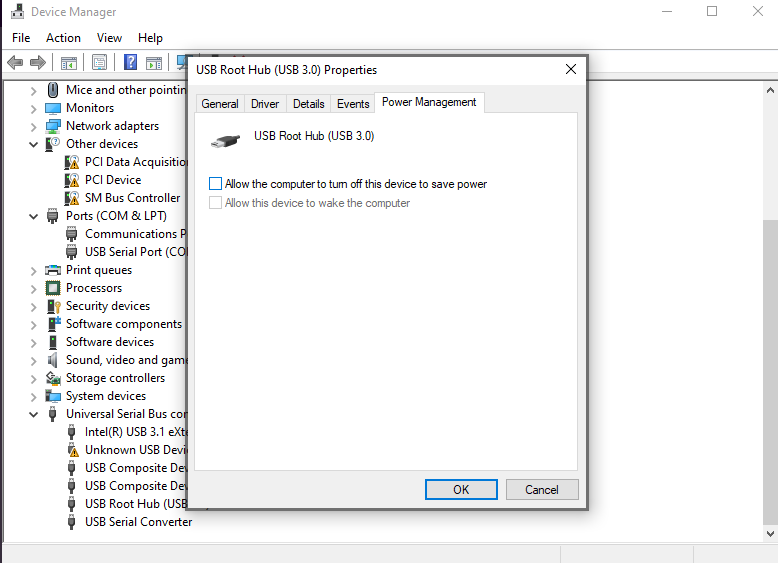 Device Manager
File Action View Help
USB Root Hub (USB 3.0) Properties
General Driver Details Events Power Management
USB Root Hub (USB 3.0)
Allow the computer to turn off this device to save power
Allow this device to wake the computer
OK Cancel
Mice and other pointin
Monitors
Network adapters
Other devices
PCI Data Acquisitio
PCI Device
SM Bus Controller
Ports (COM & LPT)
Communications P
USB Serial Port (CO
Print queues
Processors
Security devices
Software components
Software devices
Sound, video and game
Storage controllers
System devices
Universal Serial Bus con
Intel(R) USB 3.1 eXte
Unknown USB Devi
USB Composite Dev
USB Composite Dev
USB Root Hub (USB
USB Serial Converter